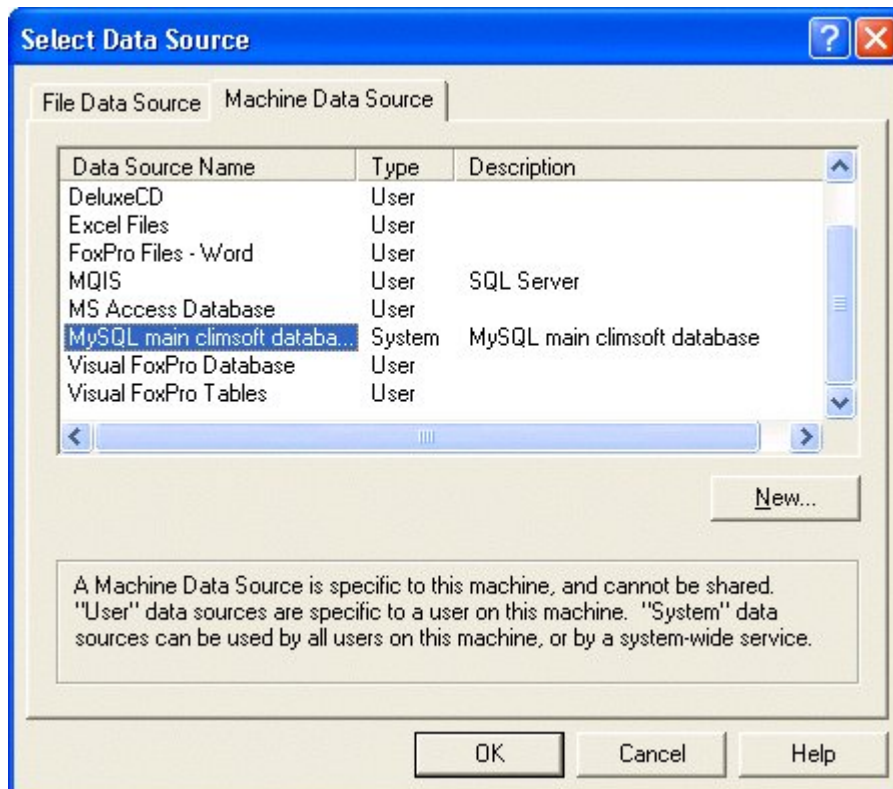 Select Data Source
File Data Source Machine Data Source
Data Source Name Type Description
DeluxeCD User
Excel Files User
FoxPro Files - Word User
MQIS User SQL Server
MS Access Database User
MySQL main climsoft databa... System MySQL main climsoft database
Visual FoxPro Database User
Visual FoxPro Tables User
New...
A Machine Data Source is specific to this machine, and cannot be shared.
"User" data sources are specific to a user on this machine. "System" data
sources can be used by all users on this machine, or by a system-wide service.
OK Cancel Help